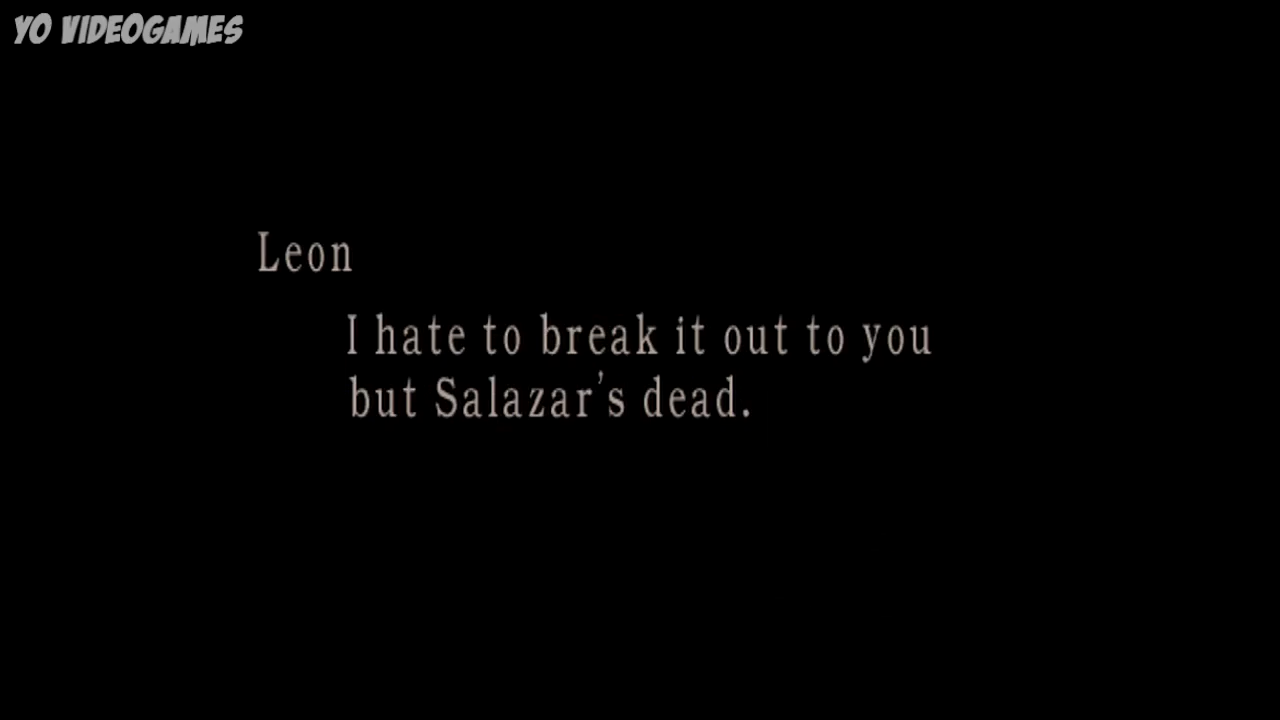 YO VIDEOGAMES
Leon
I hate to break it out to you
but Salazar's dead.